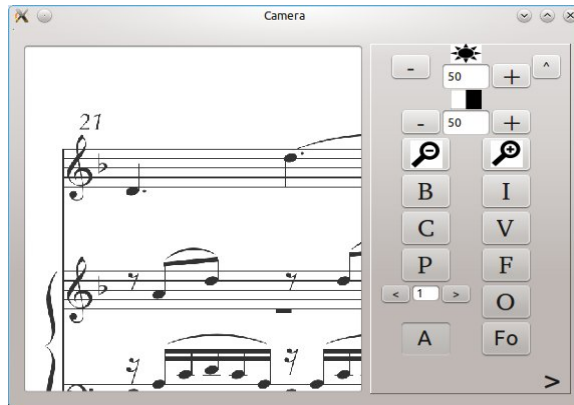 Camera
21
- 50 + ^
- 50 +
B I
C V
P F
< 1 > O
A Fo
>